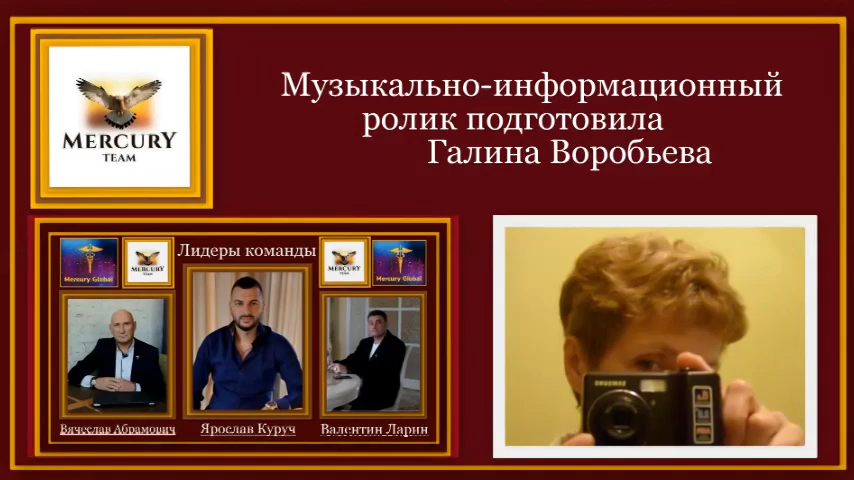 MERCURY
TEAM
Музыкально-информационный
ролик подготовила
Галина Воробьева
Лидеры команды
Mercury Global
MERCURY
TEAM
MERCURY
TEAM
Mercury Global
Вячеслав Абрамович
Ярослав Куруч
Валентин Ларин
SAMSUNG